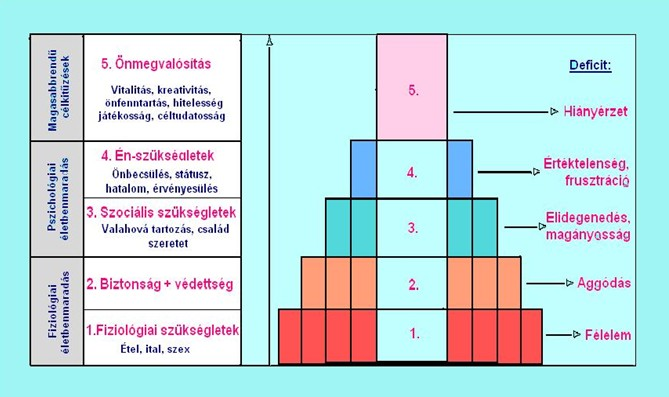 Magasabbrendű
célkitűzések
5. Önmegvalósítás
Vitalitás, kreativitás,
önfenntartás, hitelesség
játékosság, céltudatosság
Pszichológiai
életbenmaradás
4. Én-szükségletek
Önbecsülés, státusz,
hatalom, érvényesülés
3. Szociális szükségletek
Valahová tartozás, család
szeretet
Fiziológiai
életbenmaradás
2. Biztonság + védettség
1.Fiziológiai szükségletek
Étel, ital, szex
5.
4.
3.
2.
1.
Deficit:
Hiányérzet
Értéktelenség,
frusztráció
Elidegenedés,
magányosság
Aggódás
Félelem